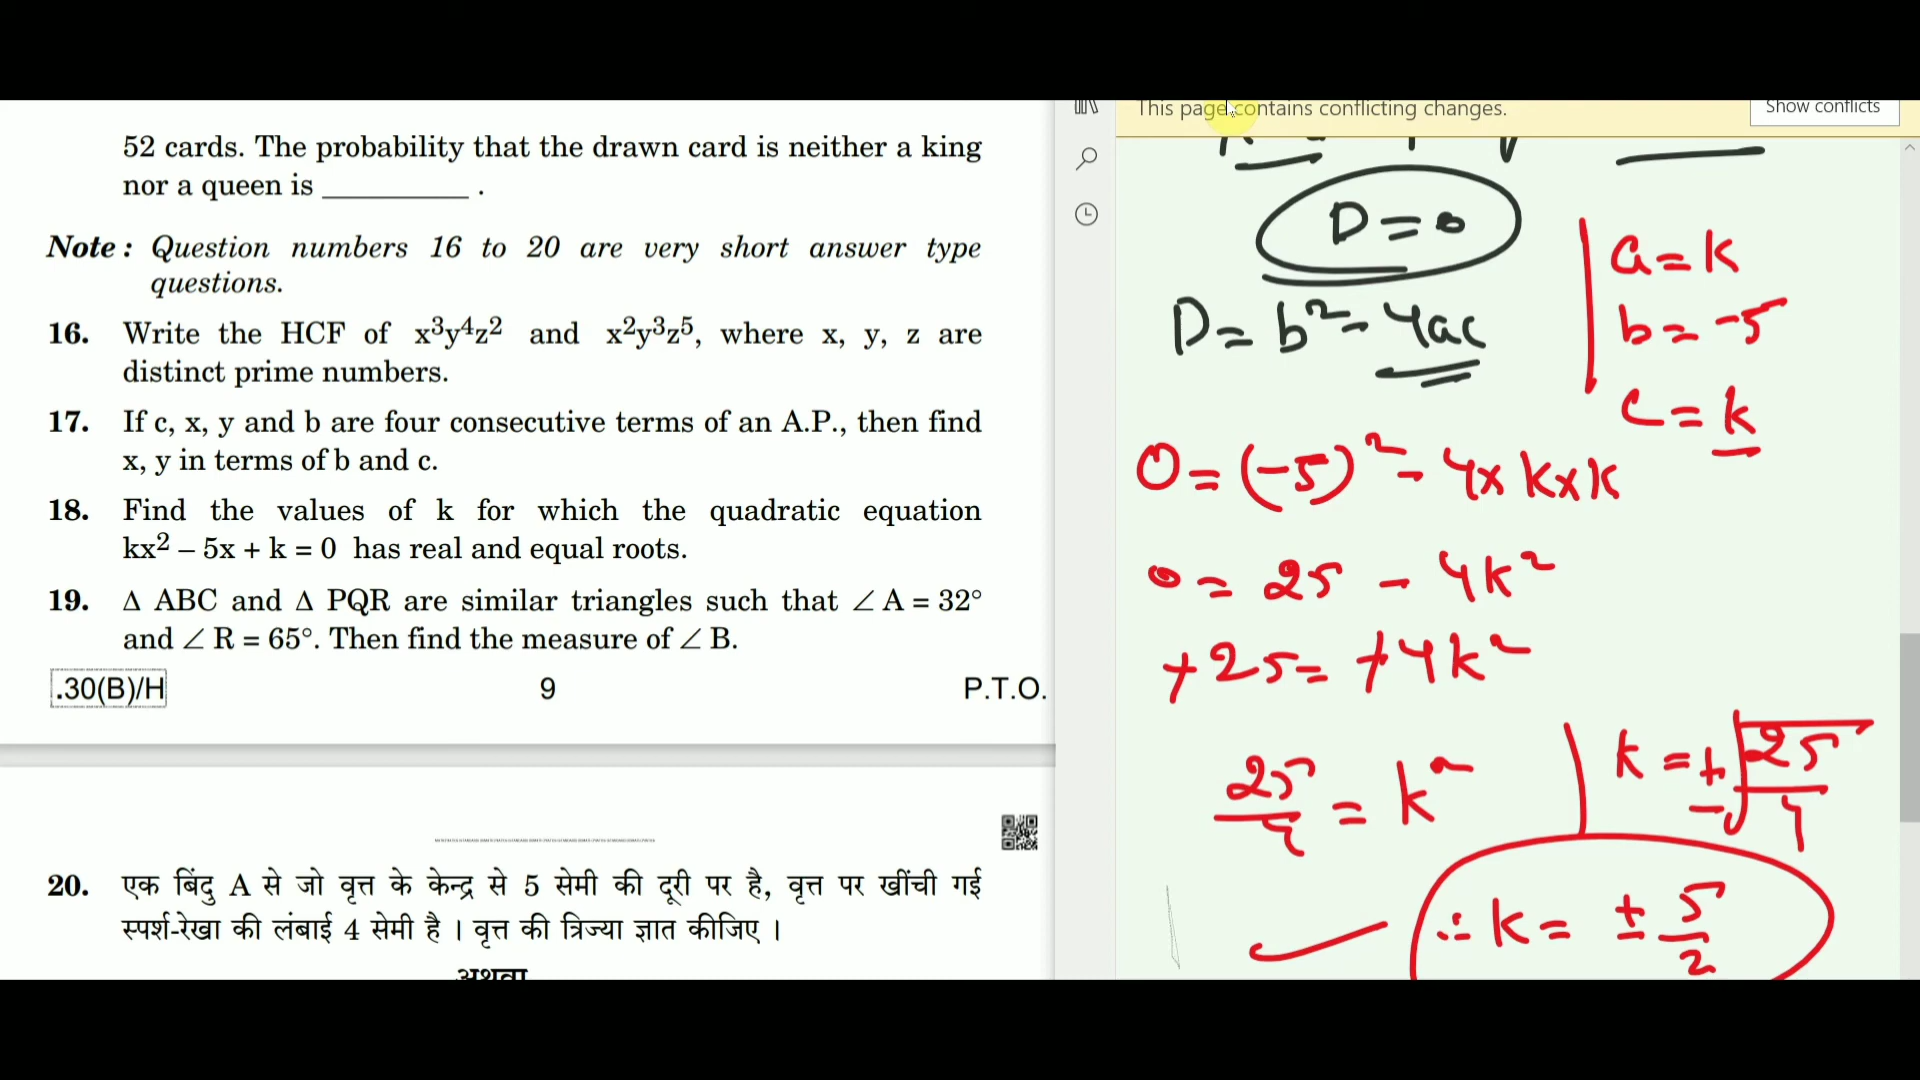 52 cards. The probability that the drawn card is neither a king
nor a queen is __________ .
Note : Question numbers 16 to 20 are very short answer type
questions.
16. Write the HCF of x³y⁴z² and x²y³z⁵, where x, y, z are
distinct prime numbers.
17. If c, x, y and b are four consecutive terms of an A.P., then find
x, y in terms of b and c.
18. Find the values of k for which the quadratic equation
kx² – 5x + k = 0 has real and equal roots.
19. Δ ABC and Δ PQR are similar triangles such that ∠ A = 32°
and ∠ R = 65°. Then find the measure of ∠ B.
.30(B)/H 9 P.T.O.
20. एक बिंदु A से जो वृत्त के केन्द्र से 5 सेमी की दूरी पर है, वृत्त पर खींची गई
स्पर्श-रेखा की लंबाई 4 सेमी है । वृत्त की त्रिज्या ज्ञात कीजिए ।
अथवा
This page contains conflicting changes. Show conflicts
D = 0
D = b² - 4ac
a = k
b = -5
c = k
0 = (-5)² - 4 x k x k
0 = 25 - 4k²
+25 = +4k²
25/4 = k²
k = ±√25/4
∴ k = ± 5/2